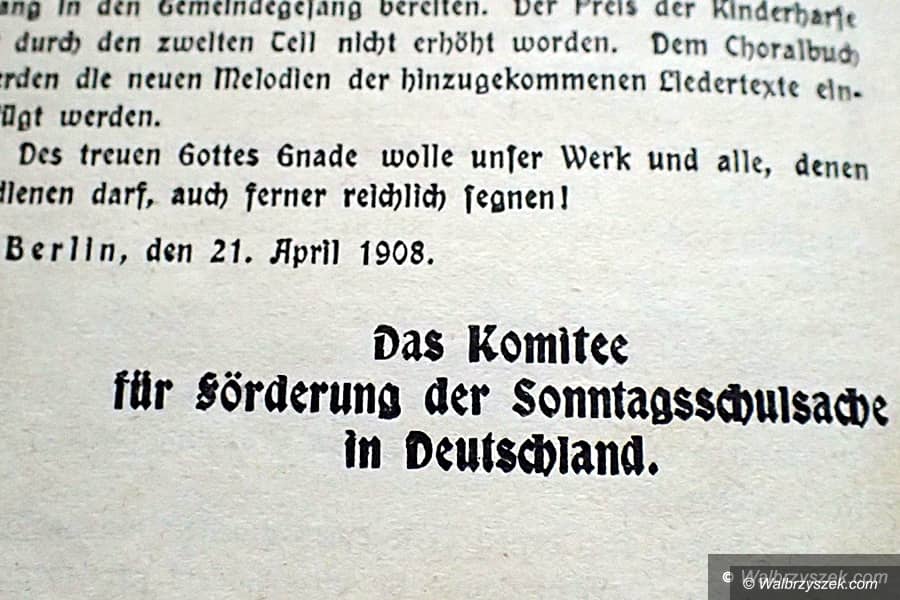 ang in den Gemeindegeſang bereiten. Der Preis der Kinderharfe
durch den zweiten Teil nicht erhöht worden. Dem Choralbuch
erden die neuen Melodien der hinzugekommenen Liedertexte ein-
fügt werden.
Des treuen Gottes Gnade wolle unſer Werk und alle, denen
dienen darf, auch ferner reichlich ſegnen!
Berlin, den 21. April 1908.
Das Komitee
für Förderung der Sonntagsschulsache
in Deutschland.
© Walbrzyszek.com
© Walbrzyszek.com